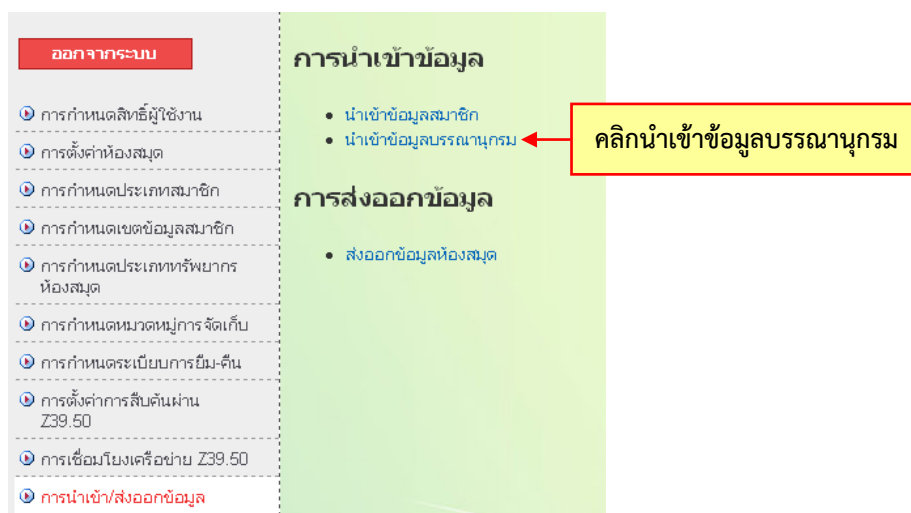 ออกจากระบบ
การกำหนดสิทธิ์ผู้ใช้งาน
การตั้งค่าห้องสมุด
การกำหนดประเภทสมาชิก
การกำหนดเขตข้อมูลสมาชิก
การกำหนดประเภททรัพยากร
ห้องสมุด
การกำหนดหมวดหมู่การจัดเก็บ
การกำหนดระเบียบการยืม-คืน
การตั้งค่าการสืบค้นผ่าน
Z39.50
การเชื่อมโยงเครือข่าย Z39.50
การนำเข้า/ส่งออกข้อมูล
การนำเข้าข้อมูล
นำเข้าข้อมูลสมาชิก
นำเข้าข้อมูลบรรณานุกรม
คลิกนำเข้าข้อมูลบรรณานุกรม
การส่งออกข้อมูล
ส่งออกข้อมูลห้องสมุด